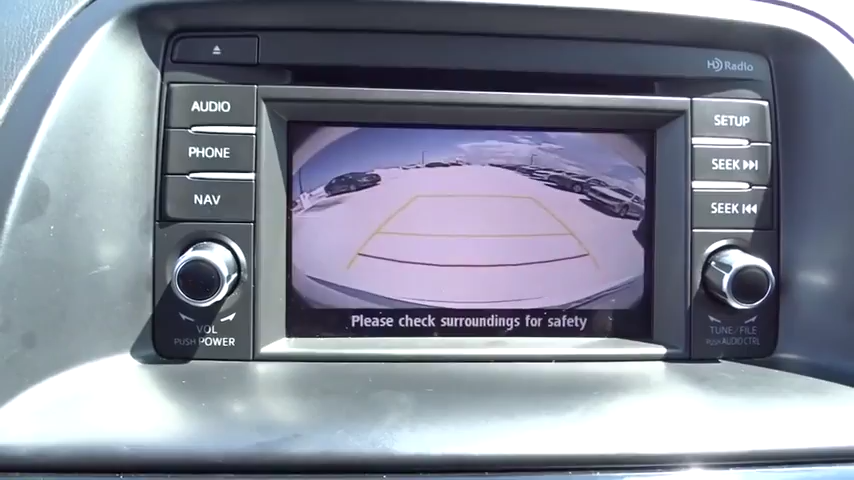 HD Radio
AUDIO
PHONE
NAV
VOL
PUSH POWER
Please check surroundings for safety
SETUP
SEEK
SEEK
TUNE / FILE
PUSH AUDIO CTRL